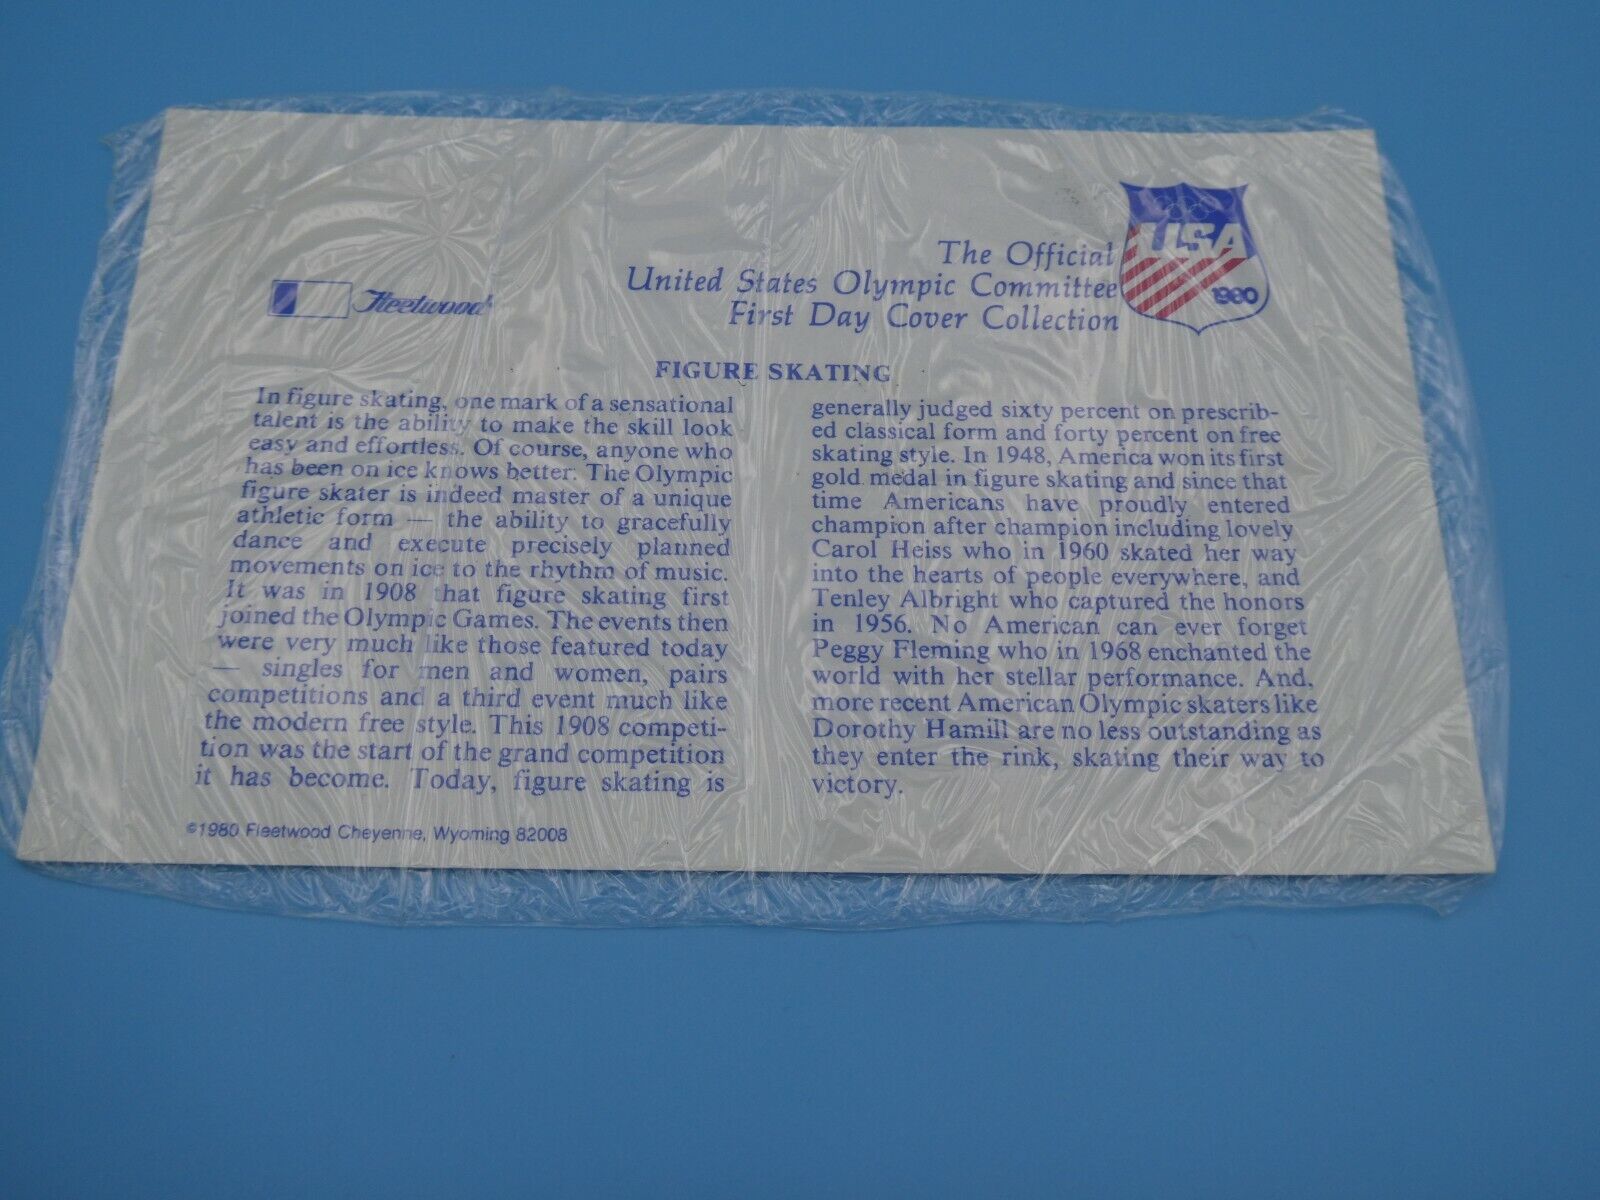 Fleetwood
The Official
United States Olympic Committee
First Day Cover Collection
USA
1980
FIGURE SKATING
In figure skating, one mark of a sensational
talent is the ability to make the skill look
easy and effortless. Of course, anyone who
has been on ice knows better. The Olympic
figure skater is indeed master of a unique
athletic form — the ability to gracefully
dance and execute precisely planned
movements on ice to the rhythm of music.
It was in 1908 that figure skating first
joined the Olympic Games. The events then
were very much like those featured today
— singles for men and women, pairs
competitions and a third event much like
the modern free style. This 1908 competi-
tion was the start of the grand competition
it has become. Today, figure skating is
generally judged sixty percent on prescrib-
ed classical form and forty percent on free
skating style. In 1948, America won its first
gold medal in figure skating and since that
time Americans have proudly entered
champion after champion including lovely
Carol Heiss who in 1960 skated her way
into the hearts of people everywhere, and
Tenley Albright who captured the honors
in 1956. No American can ever forget
Peggy Fleming who in 1968 enchanted the
world with her stellar performance. And,
more recent American Olympic skaters like
Dorothy Hamill are no less outstanding as
they enter the rink, skating their way to
victory.
©1980 Fleetwood Cheyenne, Wyoming 82008